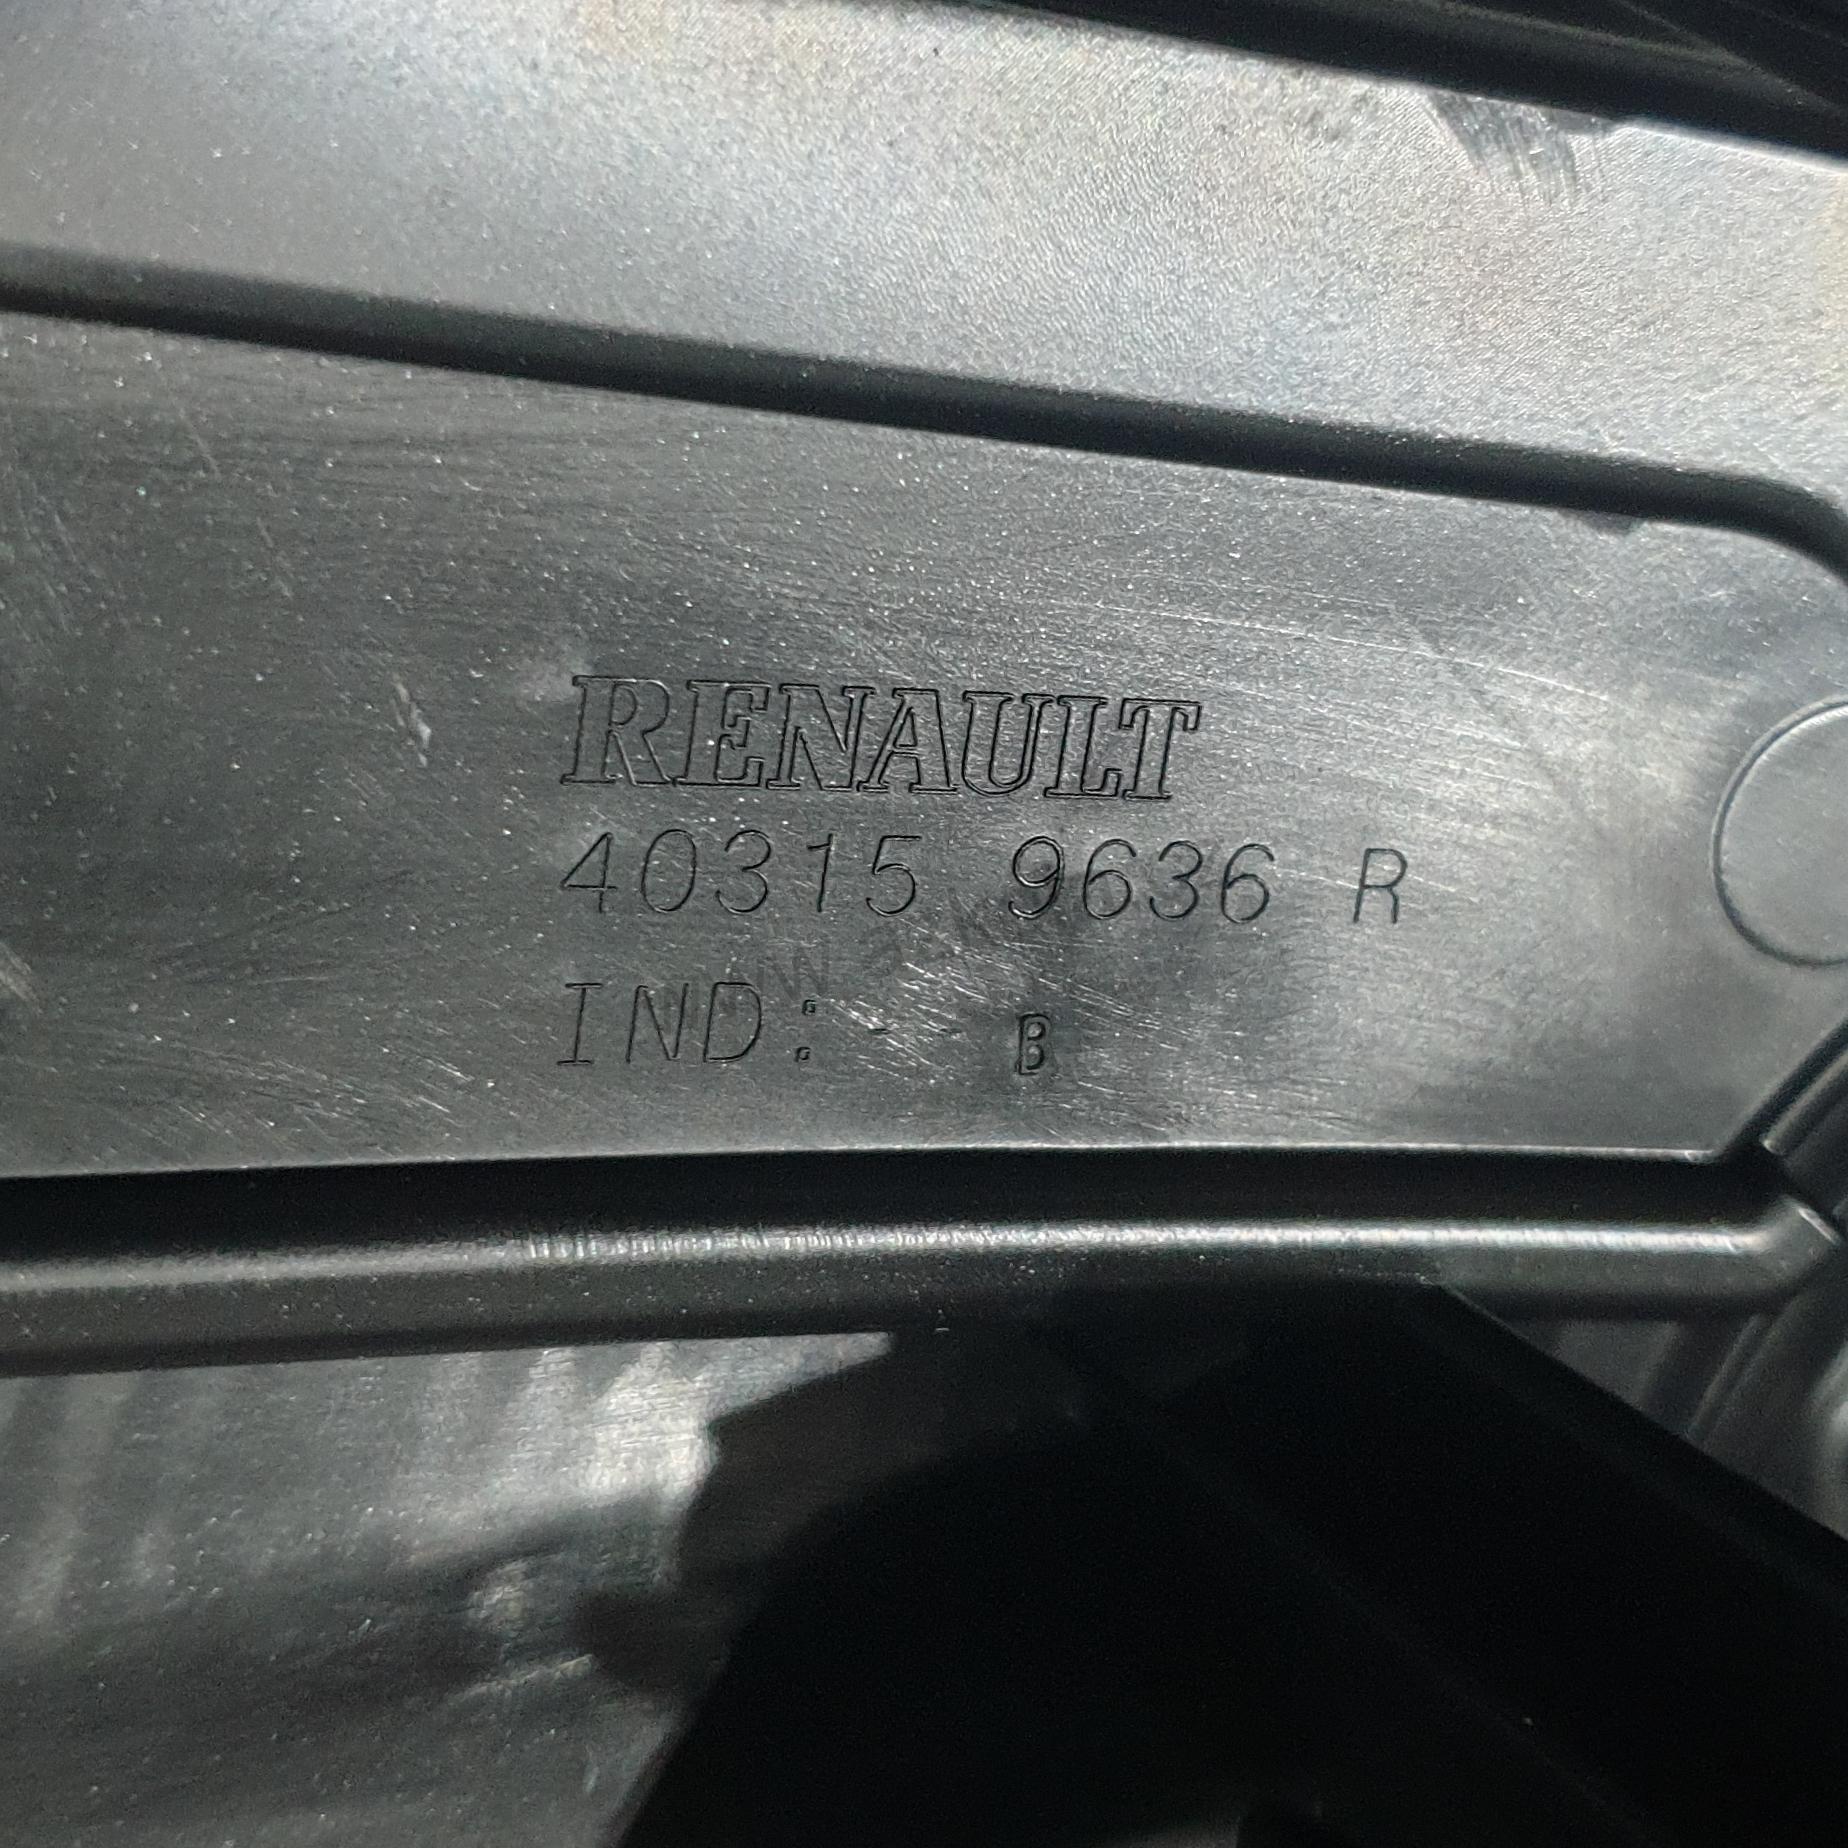 RENAULT
40315 9636 R
IND: - - B